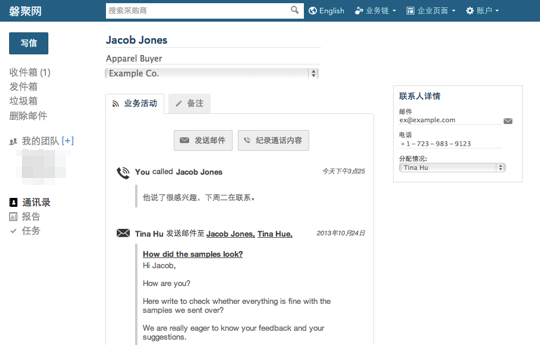 磐聚网
搜索采购商
English
业务链
企业页面
账户
写信
收件箱 (1)
发件箱
垃圾箱
删除邮件
我的团队 [+]
通讯录
报告
任务
Jacob Jones
Apparel Buyer
Example Co.
业务活动
备注
发送邮件
纪录通话内容
You called Jacob Jones
今天下午3点25
他说了很感兴趣，下周二在联系。
Tina Hu 发送邮件至 Jacob Jones, Tina Hue,
2013年10月24日
How did the samples look?
Hi Jacob,
How are you?
Here write to check whether everything is fine with the
samples we sent over?
We are really eager to know your feedback and your
suggestions.
联系人详情
邮件
ex@example.com
电话
+1-723-983-9123
分配情况:
Tina Hu